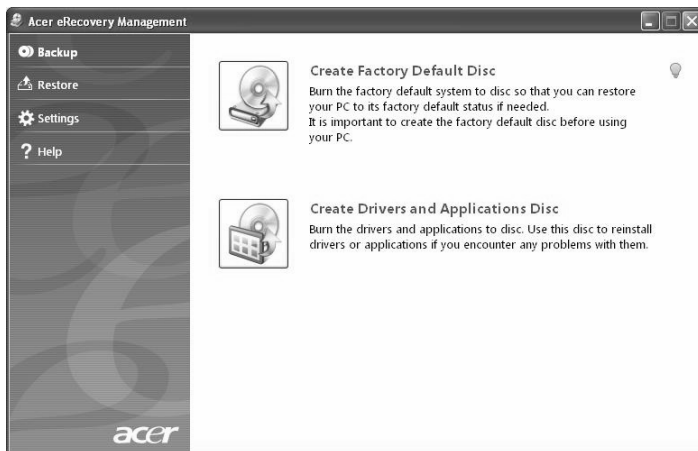 Acer eRecovery Management
Backup
Restore
Settings
? Help
Create Factory Default Disc
Burn the factory default system to disc so that you can restore
your PC to its factory default status if needed.
It is important to create the factory default disc before using
your PC.
Create Drivers and Applications Disc
Burn the drivers and applications to disc. Use this disc to reinstall
drivers or applications if you encounter any problems with them.
acer